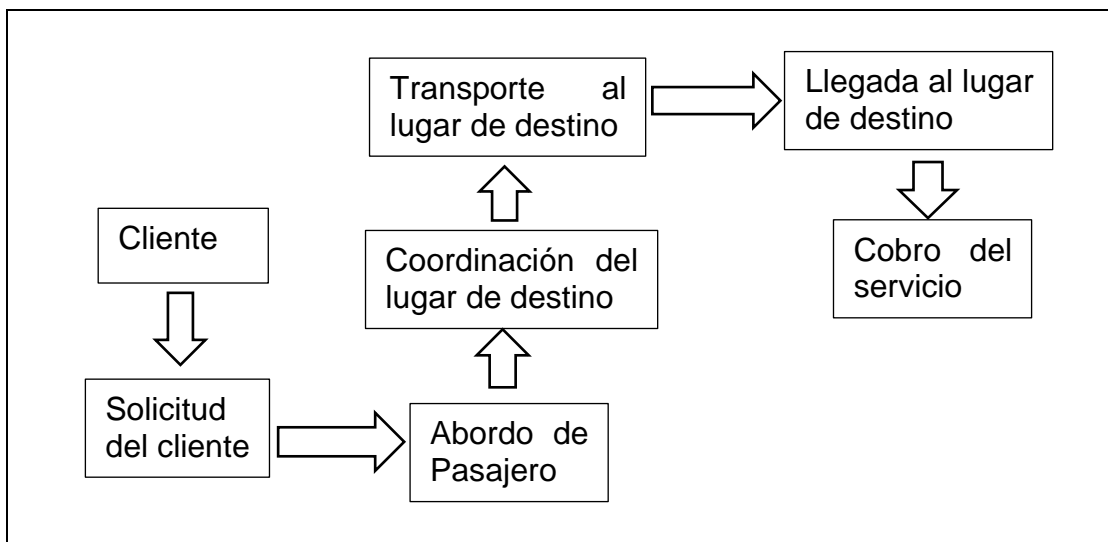 Cliente
Solicitud
del cliente
Abordo de
Pasajero
Coordinación del
lugar de destino
Transporte al
lugar de destino
Llegada al lugar
de destino
Cobro del
servicio